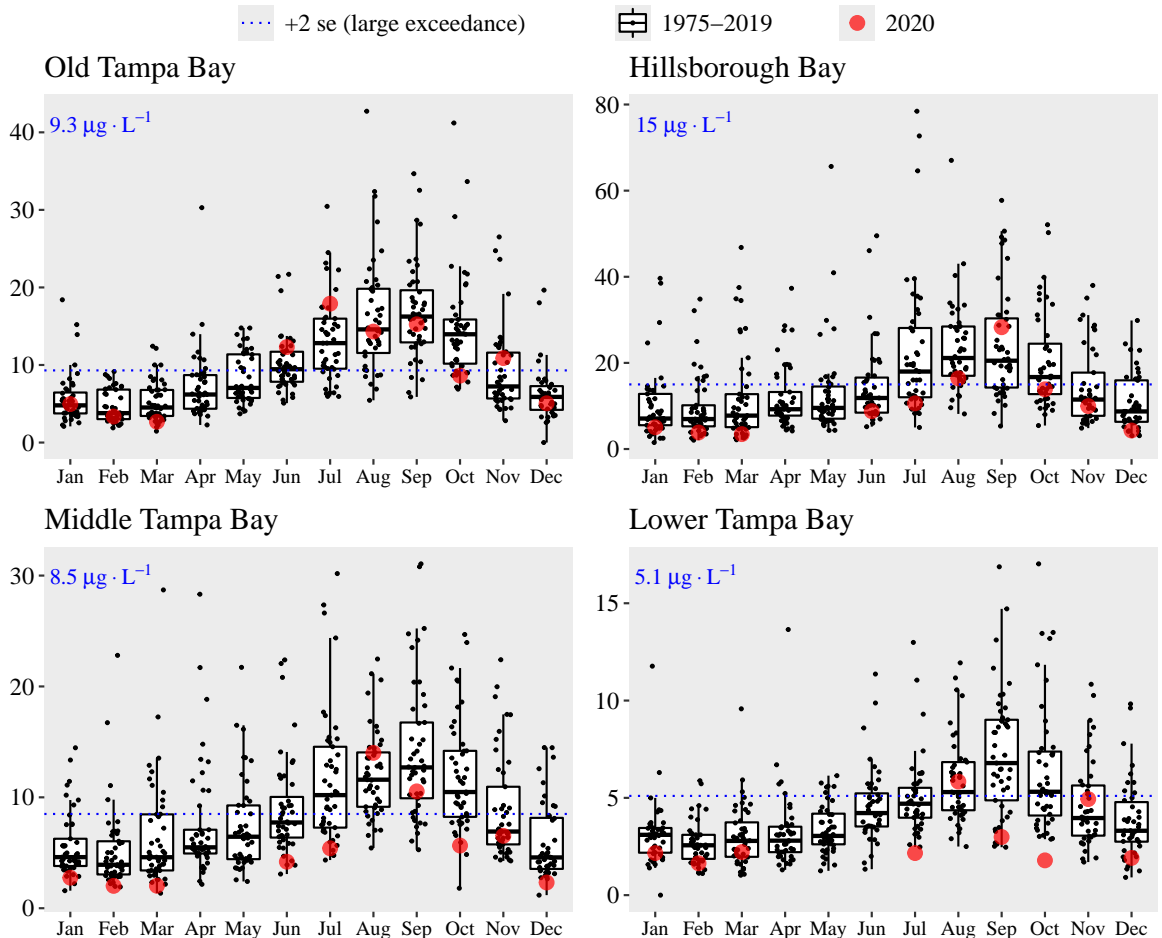 +2 se (large exceedance) 1975–2019 2020
Old Tampa Bay
9.3 µg · L⁻¹
40
30
20
10
0
Jan Feb Mar Apr May Jun Jul Aug Sep Oct Nov Dec
Hillsborough Bay
15 µg · L⁻¹
80
60
40
20
0
Jan Feb Mar Apr May Jun Jul Aug Sep Oct Nov Dec
Middle Tampa Bay
8.5 µg · L⁻¹
30
20
10
0
Jan Feb Mar Apr May Jun Jul Aug Sep Oct Nov Dec
Lower Tampa Bay
5.1 µg · L⁻¹
15
10
5
0
Jan Feb Mar Apr May Jun Jul Aug Sep Oct Nov Dec